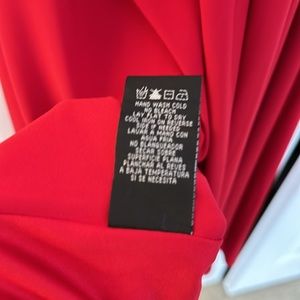 HAND WASH COLD
NO BLEACH
LAY FLAT TO DRY
COOL IRON ON REVERSE
SIDE IF NEEDED
LAVAR A MANO CON
AGUA FRIA
NO BLANQUEADOR
SECAR SOBRE
SUPERFICIE PLANA
PLANCHAR AL REVES
A BAJA TEMPERATURA
SI SE NECESITA